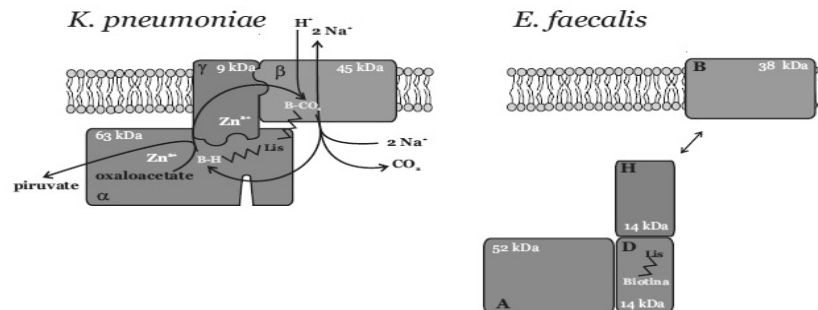 K. pneumoniae
E. faecalis
H⁺
2 Na⁺
γ
9 kDa
β
45 kDa
B
38 kDa
B-CO₂
Zn²⁺
63 kDa
Lis
2 Na⁺
Zn²⁺
B-H
CO₂
piruvate
oxaloacetate
α
H
14 kDa
52 kDa
D
Lis
Biotina
A
14 kDa